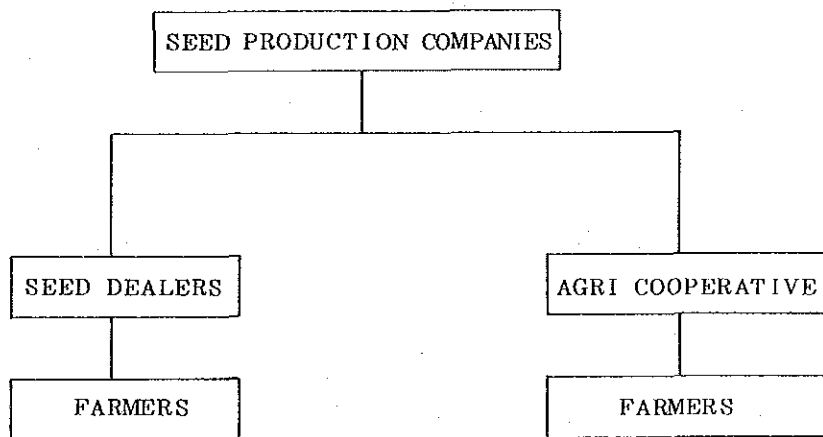 SEED PRODUCTION COMPANIES
SEED DEALERS
AGRI COOPERATIVE
FARMERS
FARMERS